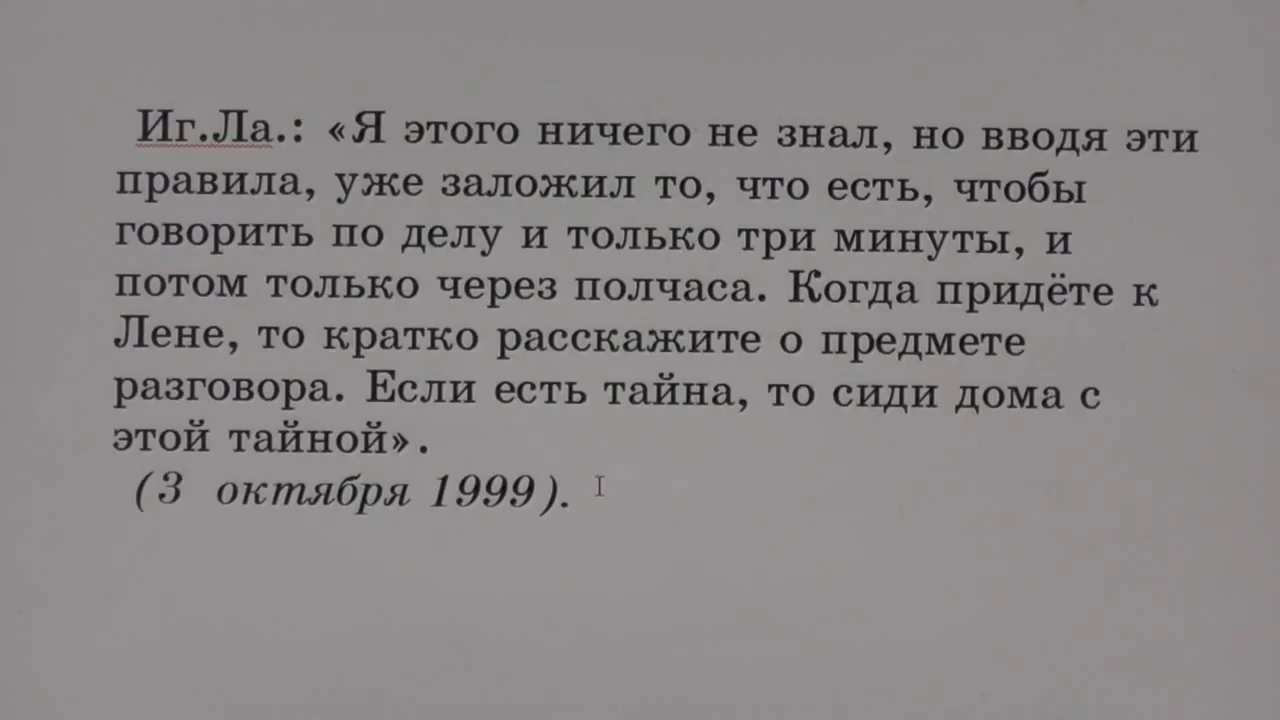 Иг.Ла.: «Я этого ничего не знал, но вводя эти
правила, уже заложил то, что есть, чтобы
говорить по делу и только три минуты, и
потом только через полчаса. Когда придёте к
Лене, то кратко расскажите о предмете
разговора. Если есть тайна, то сиди дома с
этой тайной».
(3 октября 1999).